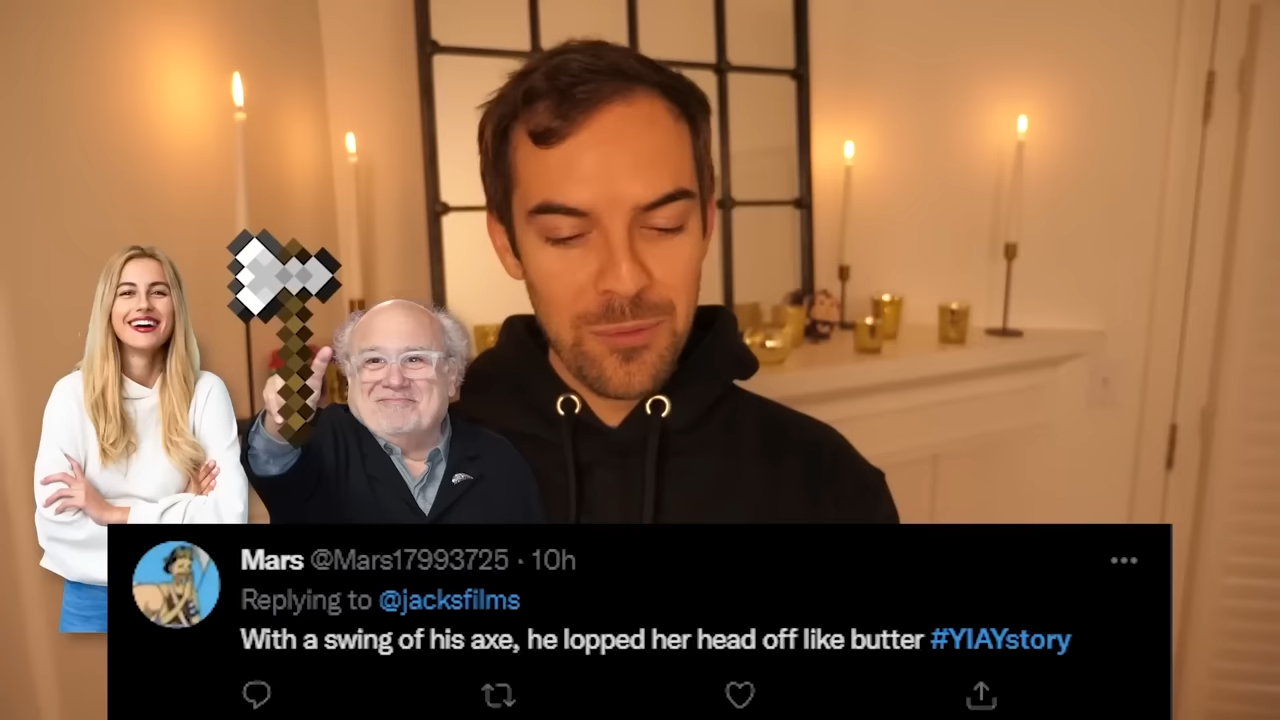 Mars @Mars17993725 · 10h
Replying to @jacksfilms
With a swing of his axe, he lopped her head off like butter #YIAYstory